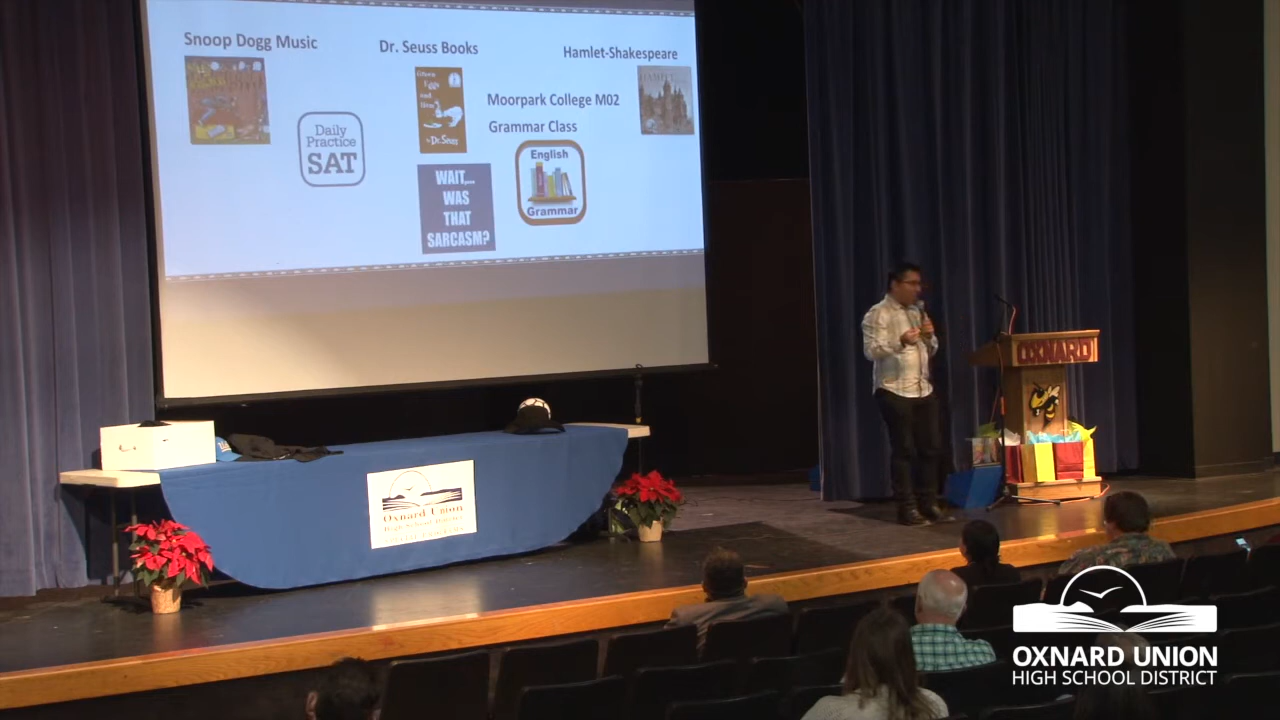 Snoop Dogg Music
Dr. Seuss Books
Hamlet-Shakespeare
Green
Eggs
and
Ham
by Dr. Seuss
HAMLET
Daily
Practice
SAT
Moorpark College M02
Grammar Class
English
Grammar
WAIT...
WAS
THAT
SARCASM?
OXNARD
Oxnard Union
High School District
OXNARD UNION
HIGH SCHOOL DISTRICT